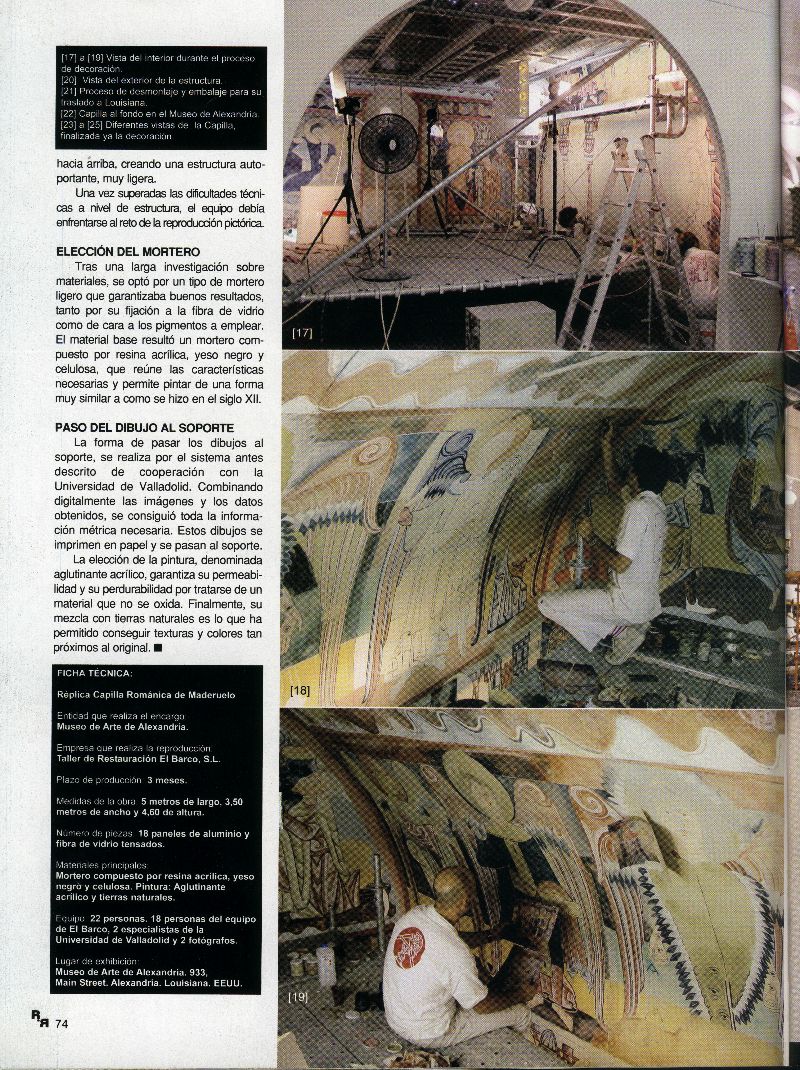 [17] a [19] Vista del interior durante el proceso
de decoración.
[20] Vista del exterior de la estructura.
[21] Proceso de desmontaje y embalaje para su
traslado a Louisiana.
[22] Capilla al fondo en el Museo de Alexandria.
[23] a [25] Diferentes vistas de la Capilla,
finalizada ya la decoración.
hacia arriba, creando una estructura auto-
portante, muy ligera.
Una vez superadas las dificultades técni-
cas a nivel de estructura, el equipo debía
enfrentarse al reto de la reproducción pictórica.
ELECCIÓN DEL MORTERO
Tras una larga investigación sobre
materiales, se optó por un tipo de mortero
ligero que garantizaba buenos resultados,
tanto por su fijación a la fibra de vidrio
como de cara a los pigmentos a emplear.
El material base resultó un mortero com-
puesto por resina acrílica, yeso negro y
celulosa, que reúne las características
necesarias y permite pintar de una forma
muy similar a como se hizo en el siglo XII.
PASO DEL DIBUJO AL SOPORTE
La forma de pasar los dibujos al
soporte, se realiza por el sistema antes
descrito de cooperación con la
Universidad de Valladolid. Combinando
digitalmente las imágenes y los datos
obtenidos, se consiguió toda la informa-
ción métrica necesaria. Estos dibujos se
imprimen en papel y se pasan al soporte.
La elección de la pintura, denominada
aglutinante acrílico, garantiza su permeabi-
lidad y su perdurabilidad por tratarse de un
material que no se oxida. Finalmente, su
mezcla con tierras naturales es lo que ha
permitido conseguir texturas y colores tan
próximos al original. ■
FICHA TÉCNICA:
Réplica Capilla Románica de Maderuelo
Entidad que realiza el encargo:
Museo de Arte de Alexandria.
Empresa que realiza la reproducción:
Taller de Restauración El Barco, S.L.
Plazo de producción: 3 meses.
Medidas de la obra: 5 metros de largo, 3,50
metros de ancho y 4,60 de altura.
Número de piezas: 18 paneles de aluminio y
fibra de vidrio tensados.
Materiales principales:
Mortero compuesto por resina acrílica, yeso
negro y celulosa. Pintura: Aglutinante
acrílico y tierras naturales.
Equipo: 22 personas. 18 personas del equipo
de El Barco, 2 especialistas de la
Universidad de Valladolid y 2 fotógrafos.
Lugar de exhibición:
Museo de Arte de Alexandria. 933,
Main Street. Alexandria. Louisiana. EEUU.
RR 74
[17]
[18]
[19]